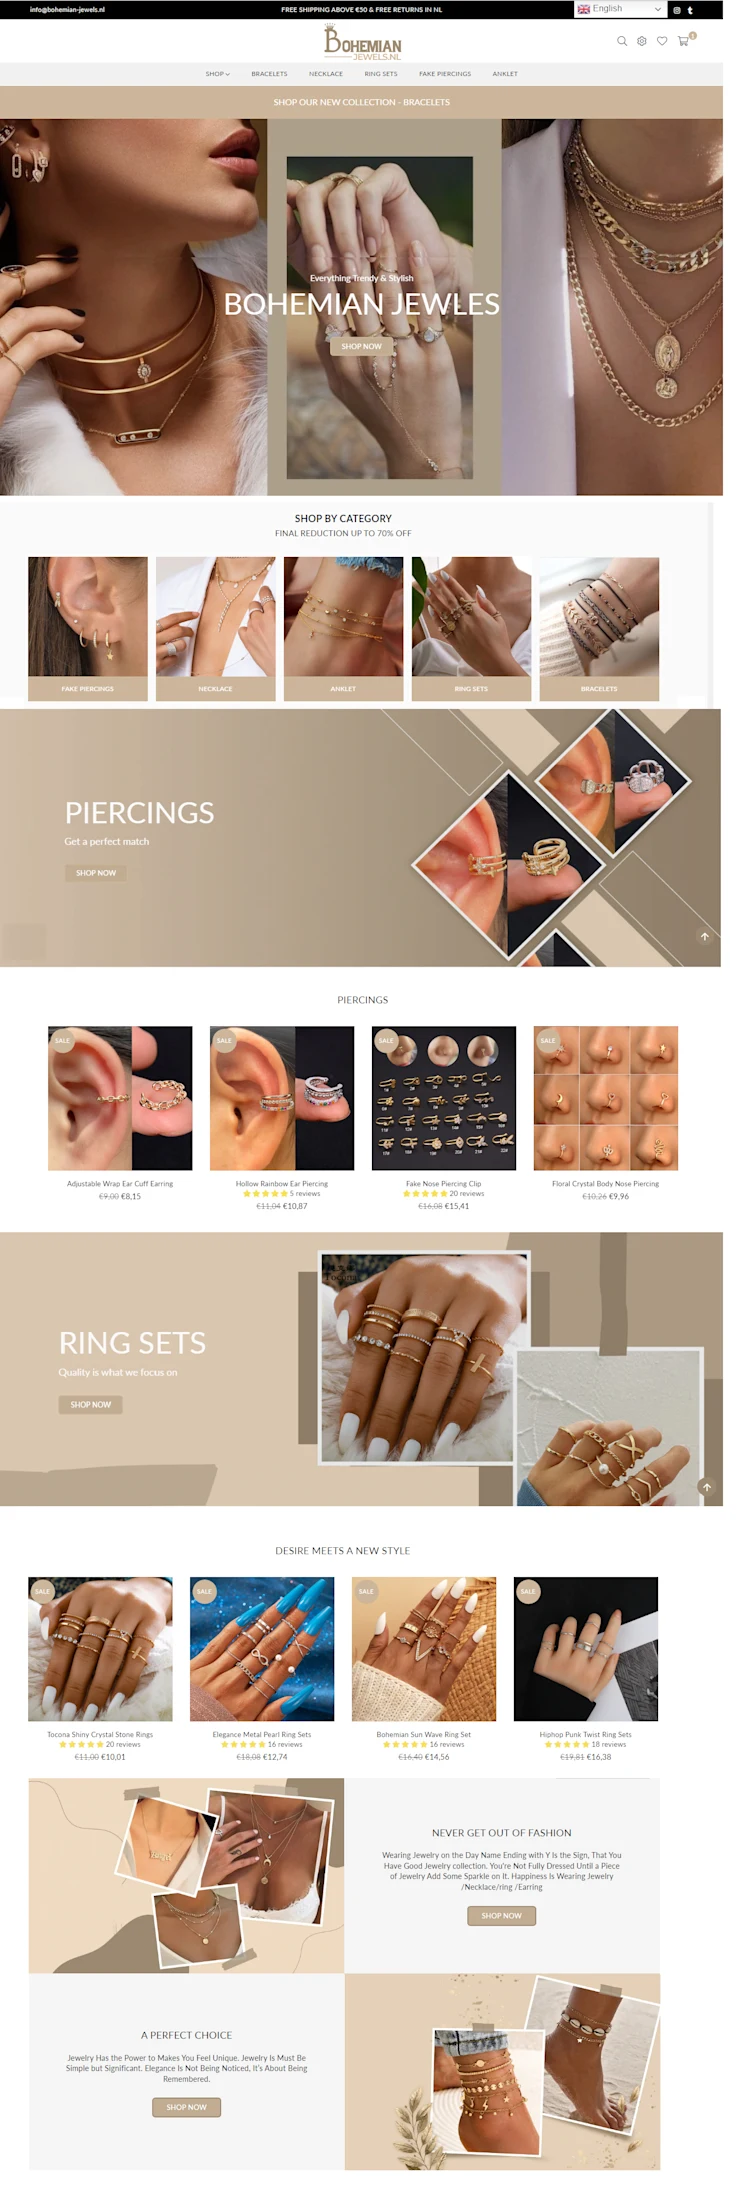 info@bohemian-jewels.nl
FREE SHIPPING ABOVE €50 & FREE RETURNS IN NL
English
BOHEMIAN
JEWELS.NL
1
SHOP
BRACELETS
NECKLACE
RING SETS
FAKE PIERCINGS
ANKLET
SHOP OUR NEW COLLECTION - BRACELETS
Everything Trendy & Stylish
BOHEMIAN JEWLES
SHOP NOW
SHOP BY CATEGORY
FINAL REDUCTION UP TO 70% OFF
FAKE PIERCINGS
NECKLACE
ANKLET
RING SETS
BRACELETS
PIERCINGS
Get a perfect match
SHOP NOW
PIERCINGS
SALE
SALE
SALE
SALE
Adjustable Wrap Ear Cuff Earring
€9,00 €8,15
Hollow Rainbow Ear Piercing
5 reviews
€11,04 €10,87
Fake Nose Piercing Clip
20 reviews
€16,08 €15,41
Floral Crystal Body Nose Piercing
€10,26 €9,96
RING SETS
Quality is what we focus on
SHOP NOW
Tocona
DESIRE MEETS A NEW STYLE
SALE
SALE
SALE
SALE
Tocona Shiny Crystal Stone Rings
20 reviews
€11,00 €10,01
Elegance Metal Pearl Ring Sets
16 reviews
€18,08 €12,74
Bohemian Sun Wave Ring Set
16 reviews
€16,40 €14,56
Hiphop Punk Twist Ring Sets
18 reviews
€19,81 €16,38
NEVER GET OUT OF FASHION
Wearing Jewelry on the Day Name Ending with Y Is the Sign, That You
Have Good Jewelry collection. You're Not Fully Dressed Until a Piece
of Jewelry Add Some Sparkle on It. Happiness Is Wearing Jewelry
/Necklace/ring /Earring
SHOP NOW
A PERFECT CHOICE
Jewelry Has the Power to Makes You Feel Unique. Jewelry Is Must Be
Simple but Significant. Elegance Is Not Being Noticed, It's About Being
Remembered.
SHOP NOW